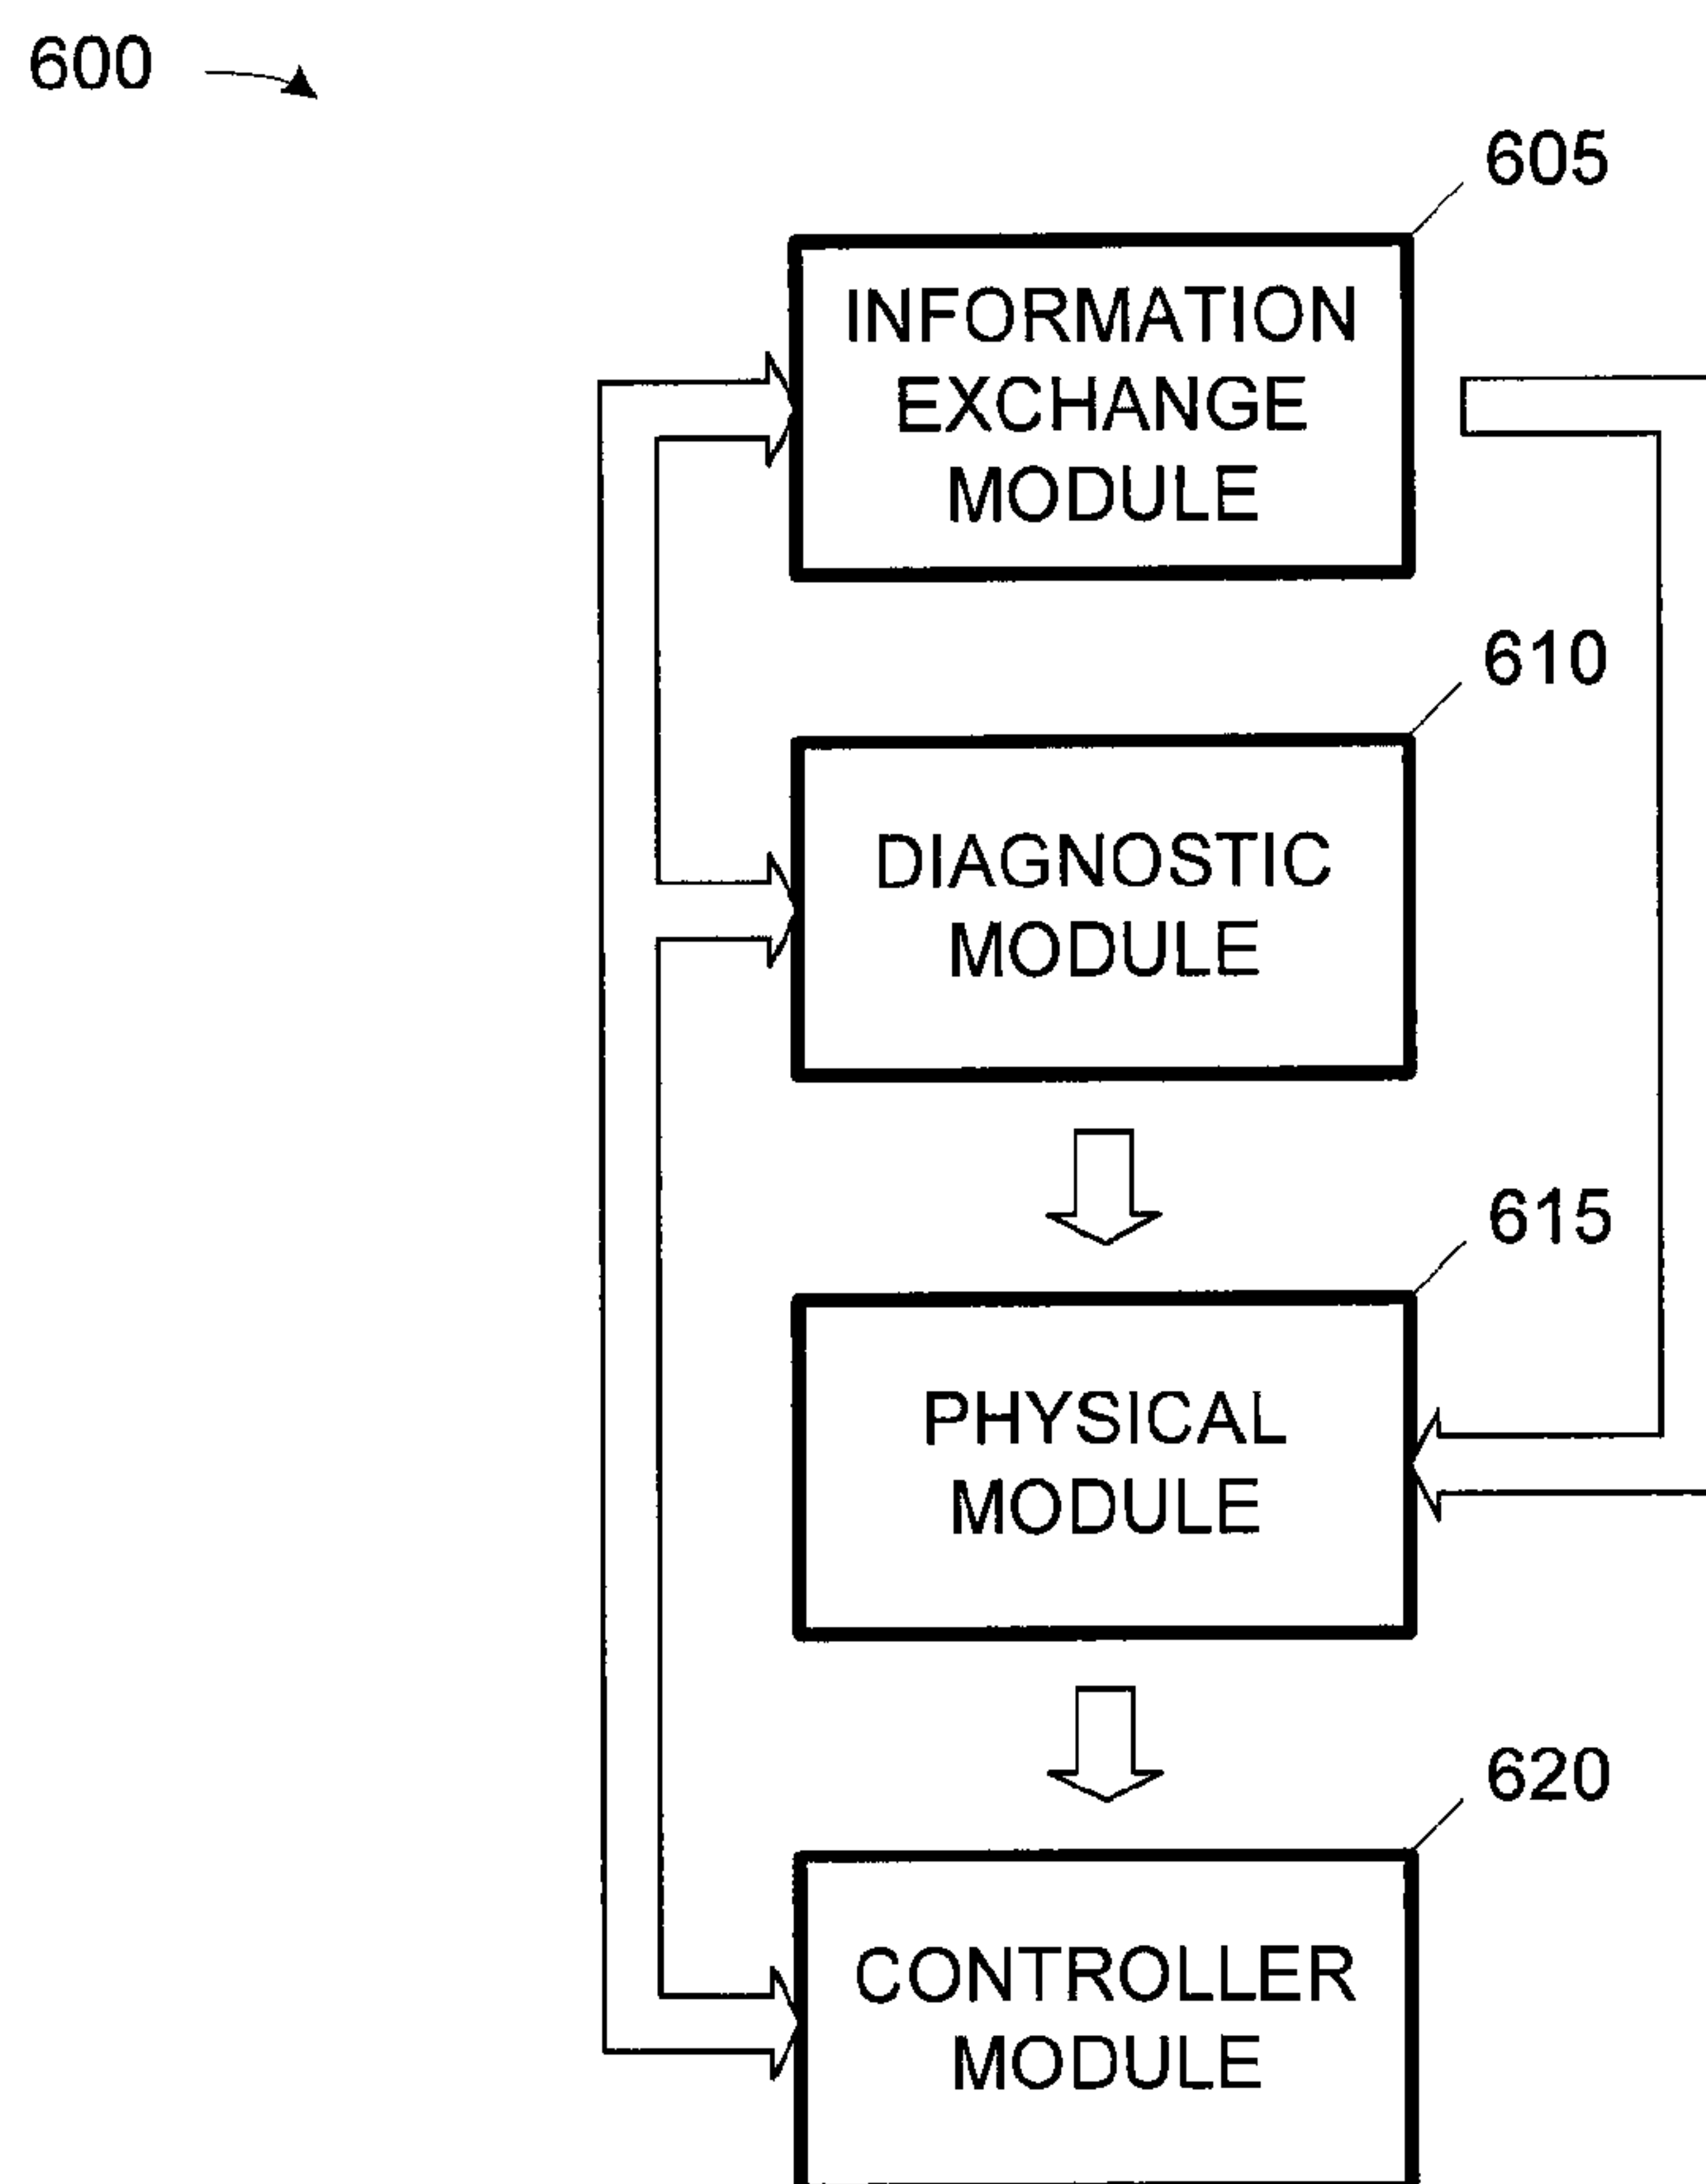 600
605
INFORMATION
EXCHANGE
MODULE
610
DIAGNOSTIC
MODULE
615
PHYSICAL
MODULE
620
CONTROLLER
MODULE